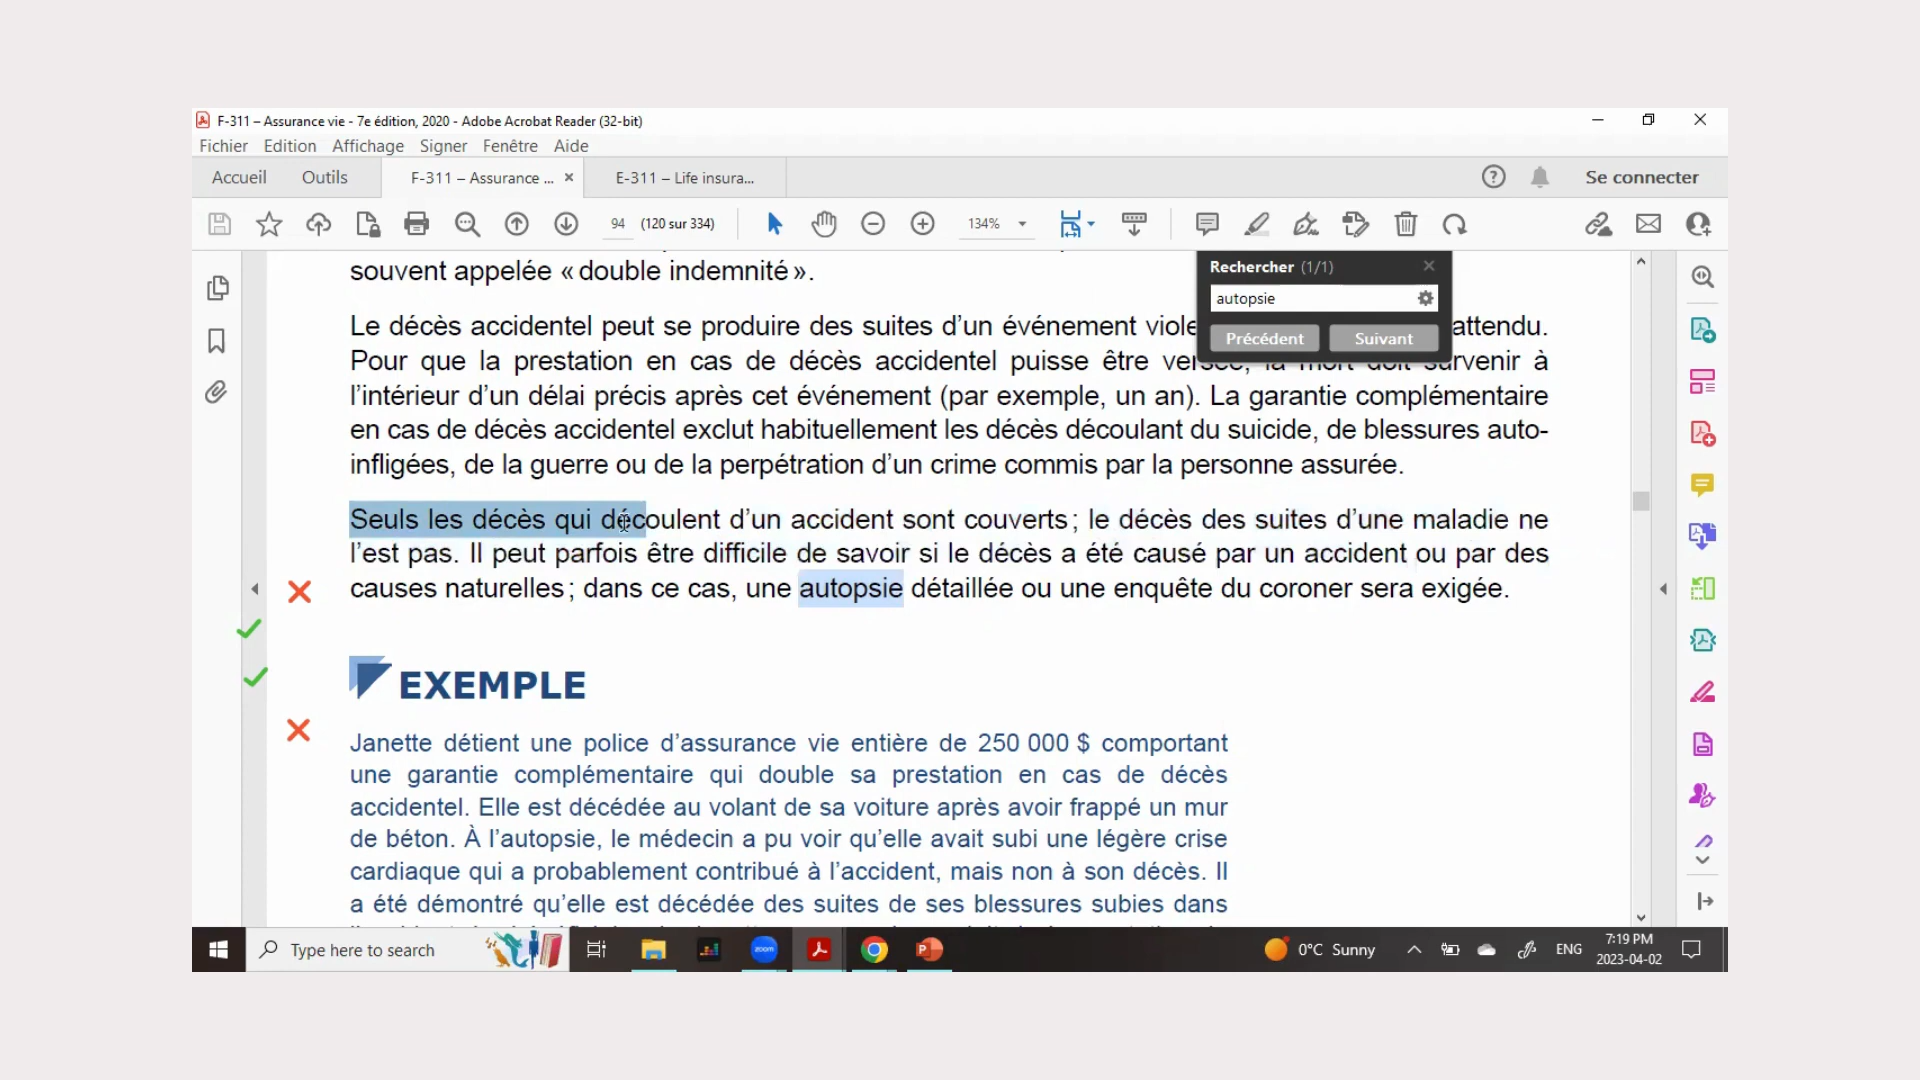 F-311 – Assurance vie - 7e édition, 2020 - Adobe Acrobat Reader (32-bit)
Fichier Edition Affichage Signer Fenêtre Aide
Accueil Outils F-311 – Assurance ... × E-311 – Life insura... Se connecter
94 (120 sur 334) 134%
Rechercher (1/1)
autopsie
Précédent Suivant
souvent appelée « double indemnité ».
Le décès accidentel peut se produire des suites d’un événement attendu.
Pour que la prestation en cas de décès accidentel puisse être versée, la mort doit survenir à
l’intérieur d’un délai précis après cet événement (par exemple, un an). La garantie complémentaire
en cas de décès accidentel exclut habituellement les décès découlant du suicide, de blessures auto-
infligées, de la guerre ou de la perpétration d’un crime commis par la personne assurée.
Seuls les décès qui découlent d’un accident sont couverts ; le décès des suites d’une maladie ne
l’est pas. Il peut parfois être difficile de savoir si le décès a été causé par un accident ou par des
causes naturelles ; dans ce cas, une autopsie détaillée ou une enquête du coroner sera exigée.
EXEMPLE
Janette détient une police d’assurance vie entière de 250 000 $ comportant
une garantie complémentaire qui double sa prestation en cas de décès
accidentel. Elle est décédée au volant de sa voiture après avoir frappé un mur
de béton. À l’autopsie, le médecin a pu voir qu’elle avait subi une légère crise
cardiaque qui a probablement contribué à l’accident, mais non à son décès. Il
a été démontré qu’elle est décédée des suites de ses blessures subies dans
Type here to search zoom 0°C Sunny ENG 7:19 PM
2023-04-02